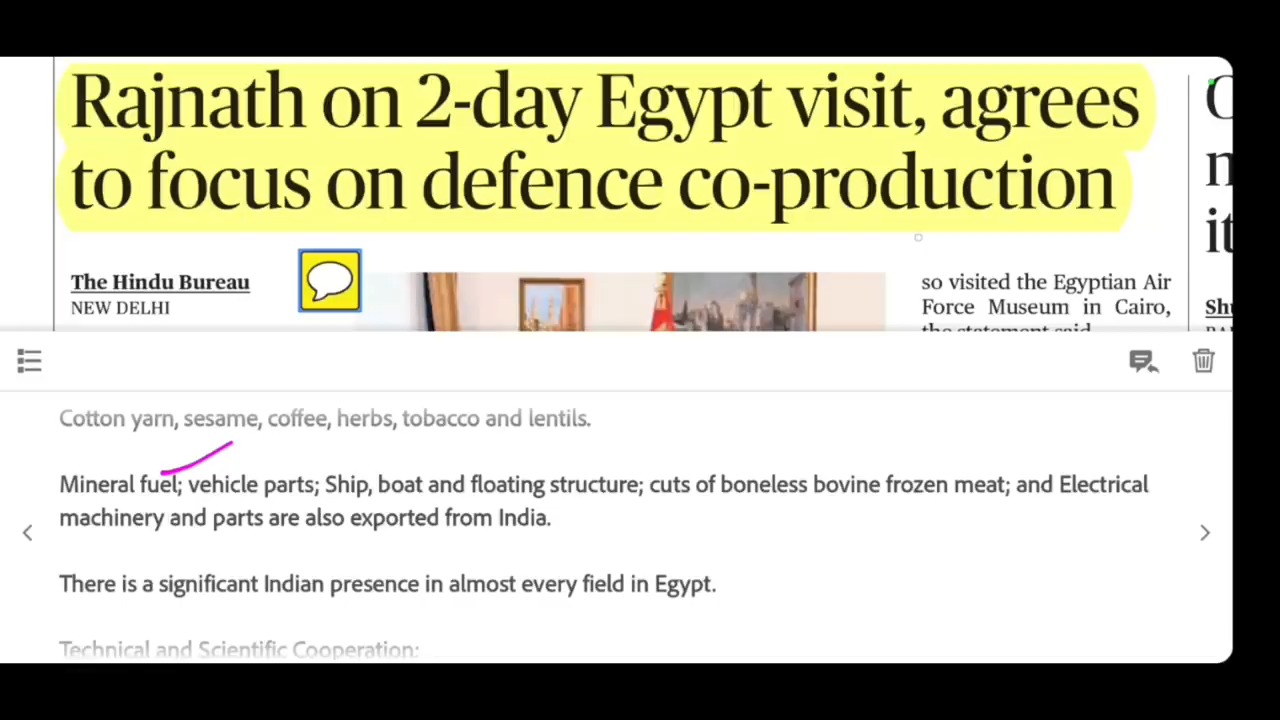 Rajnath on 2-day Egypt visit, agrees
to focus on defence co-production
The Hindu Bureau
NEW DELHI
so visited the Egyptian Air
Force Museum in Cairo,
the statement said
Cotton yarn, sesame, coffee, herbs, tobacco and lentils.
Mineral fuel; vehicle parts; Ship, boat and floating structure; cuts of boneless bovine frozen meat; and Electrical
machinery and parts are also exported from India.
There is a significant Indian presence in almost every field in Egypt.
Technical and Scientific Cooperation: